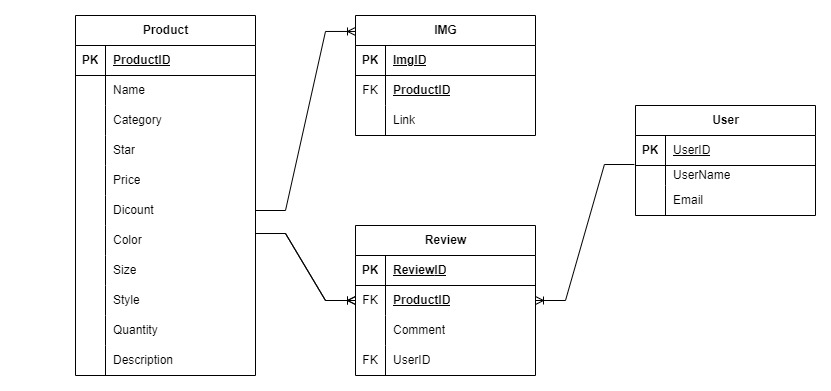 Product
PK ProductID
Name
Category
Star
Price
Dicount
Color
Size
Style
Quantity
Description
IMG
PK ImgID
FK ProductID
Link
Review
PK ReviewID
FK ProductID
Comment
FK UserID
User
PK UserID
UserName
Email